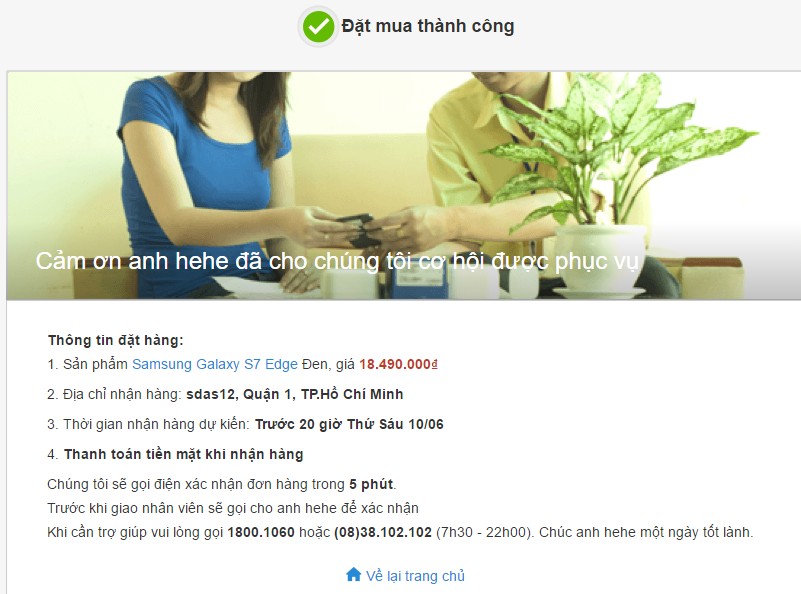 Đặt mua thành công
Cảm ơn anh hehe đã cho chúng tôi cơ hội được phục vụ
Thông tin đặt hàng:
1. Sản phẩm Samsung Galaxy S7 Edge Đen, giá 18.490.000₫
2. Địa chỉ nhận hàng: sdas12, Quận 1, TP.Hồ Chí Minh
3. Thời gian nhận hàng dự kiến: Trước 20 giờ Thứ Sáu 10/06
4. Thanh toán tiền mặt khi nhận hàng
Chúng tôi sẽ gọi điện xác nhận đơn hàng trong 5 phút.
Trước khi giao nhân viên sẽ gọi cho anh hehe để xác nhận
Khi cần trợ giúp vui lòng gọi 1800.1060 hoặc (08)38.102.102 (7h30 - 22h00). Chúc anh hehe một ngày tốt lành.
Về lại trang chủ